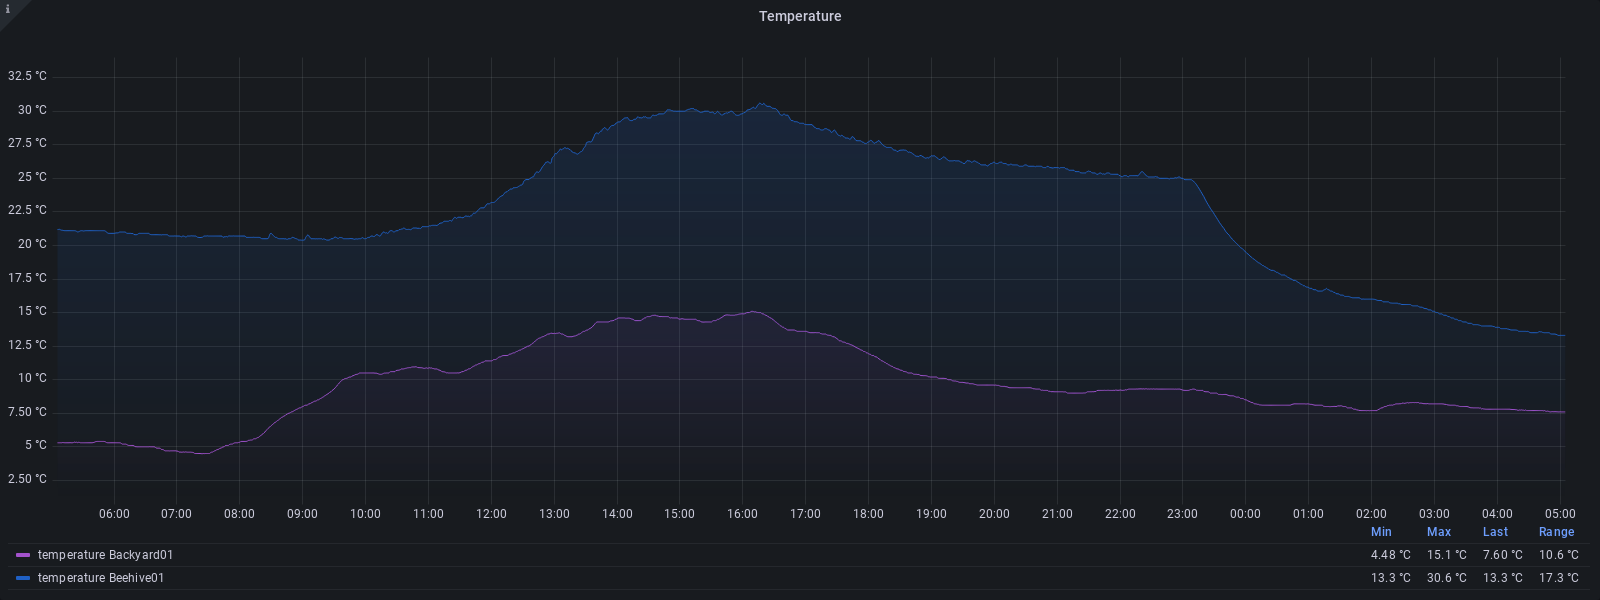 i
Temperature
32.5 °C
30 °C
27.5 °C
25 °C
22.5 °C
20 °C
17.5 °C
15 °C
12.5 °C
10 °C
7.50 °C
5 °C
2.50 °C
06:00 07:00 08:00 09:00 10:00 11:00 12:00 13:00 14:00 15:00 16:00 17:00 18:00 19:00 20:00 21:00 22:00 23:00 00:00 01:00 02:00 03:00 04:00 05:00
Min Max Last Range
temperature Backyard01 4.48 °C 15.1 °C 7.60 °C 10.6 °C
temperature Beehive01 13.3 °C 30.6 °C 13.3 °C 17.3 °C